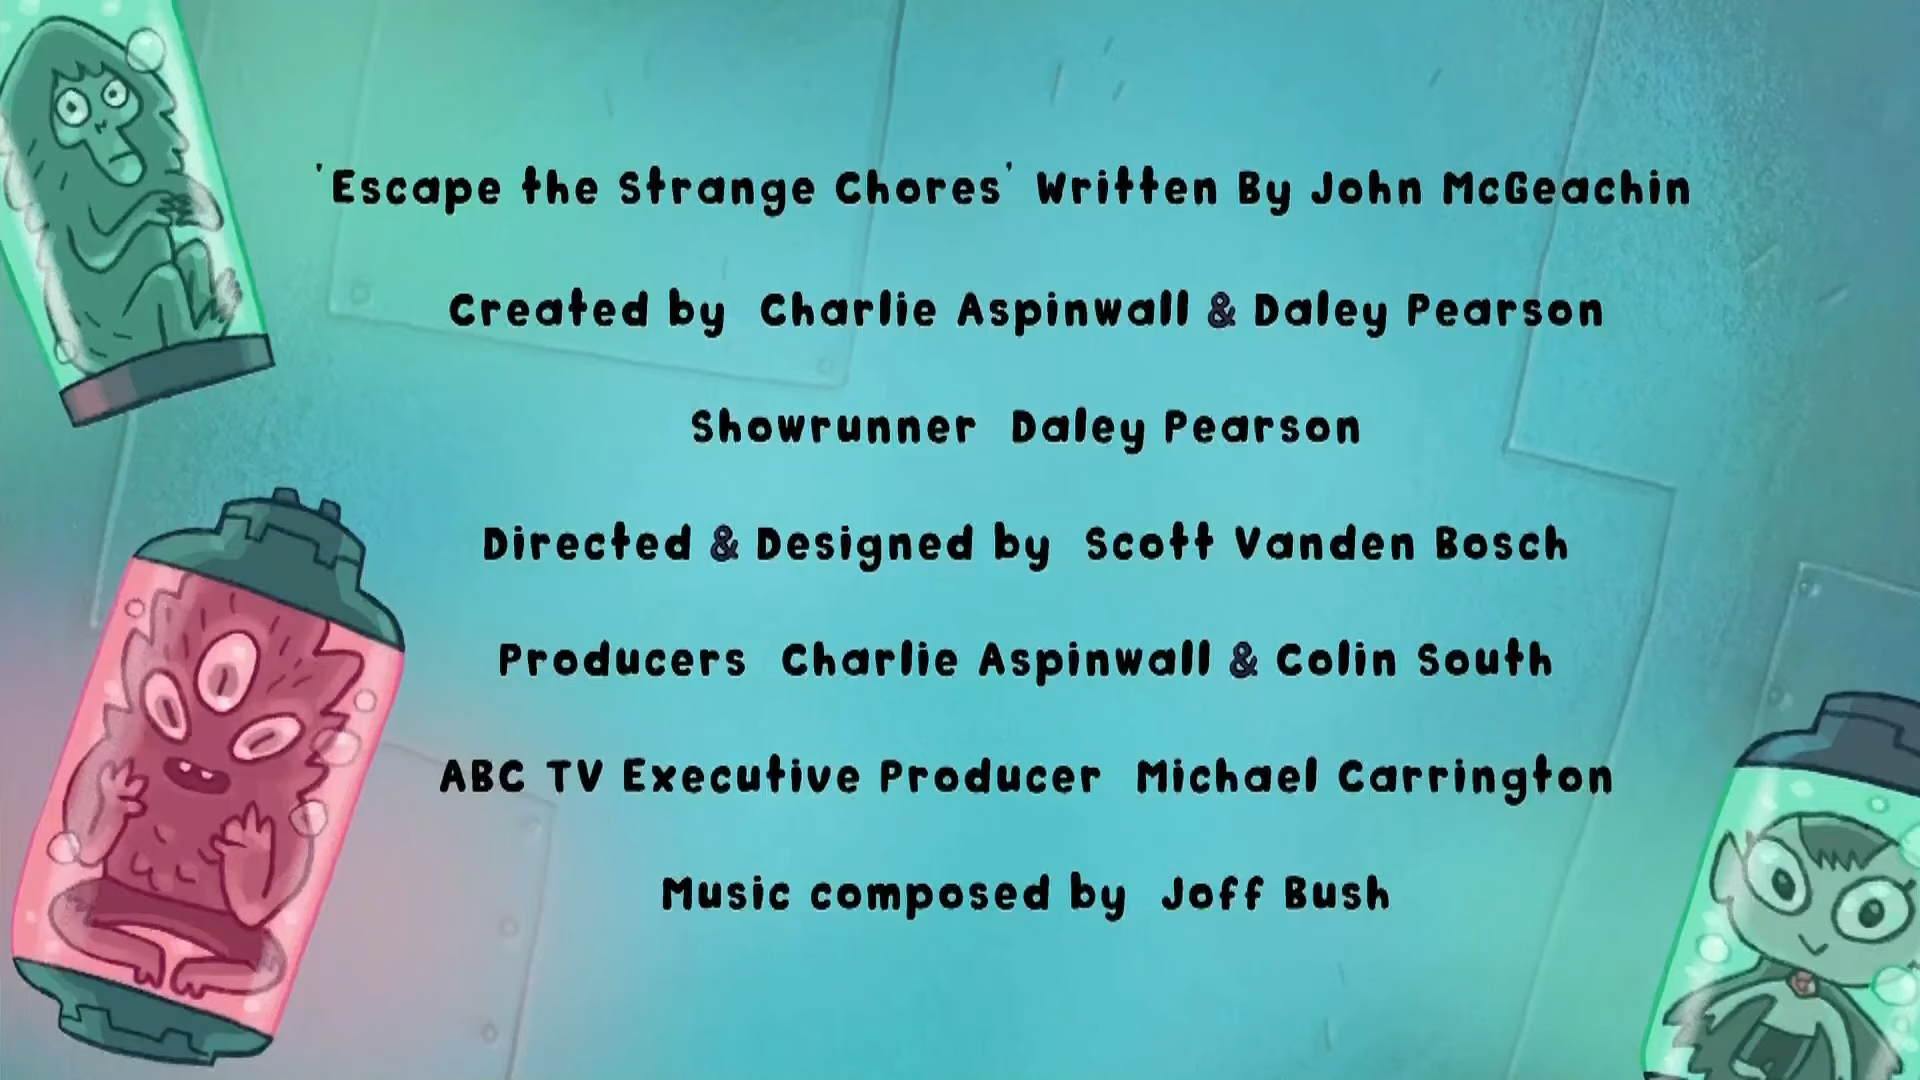 'Escape the Strange Chores' Written By John McGeachin
Created by Charlie Aspinwall & Daley Pearson
Showrunner Daley Pearson
Directed & Designed by Scott Vanden Bosch
Producers Charlie Aspinwall & Colin South
ABC TV Executive Producer Michael Carrington
Music composed by Joff Bush